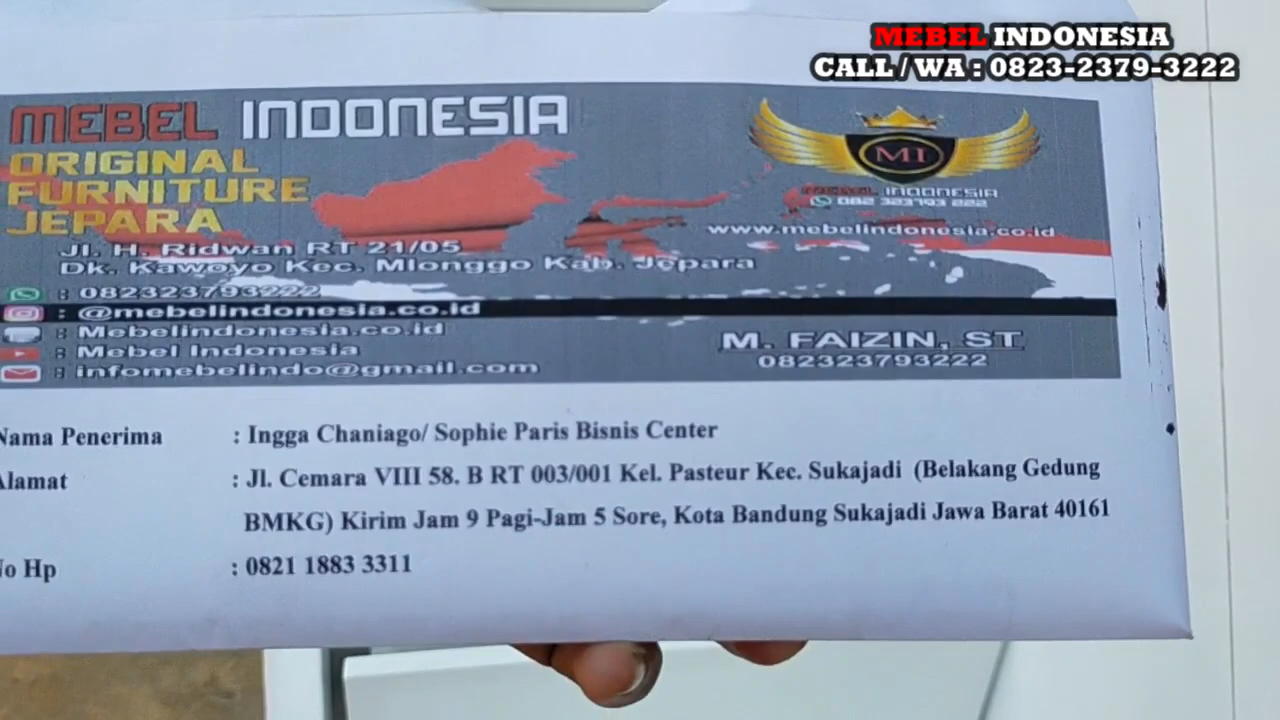 MEBEL INDONESIA
CALL / WA : 0823-2379-3222
MEBEL INDONESIA
ORIGINAL
FURNITURE
JEPARA
Jl. H. Ridwan RT 21/05
Dk. Kawoyo Kec. Mlonggo Kab. Jepara
: 082323793222
: @mebelindonesia.co.id
: Mebelindonesia.co.id
: Mebel Indonesia
: infomebelindo@gmail.com
MI
MEBEL INDONESIA
082 323793 222
www.mebelindonesia.co.id
M. FAIZIN, ST
082323793222
Nama Penerima : Ingga Chaniago/ Sophie Paris Bisnis Center
Alamat : Jl. Cemara VIII 58. B RT 003/001 Kel. Pasteur Kec. Sukajadi (Belakang Gedung
BMKG) Kirim Jam 9 Pagi-Jam 5 Sore, Kota Bandung Sukajadi Jawa Barat 40161
No Hp : 0821 1883 3311